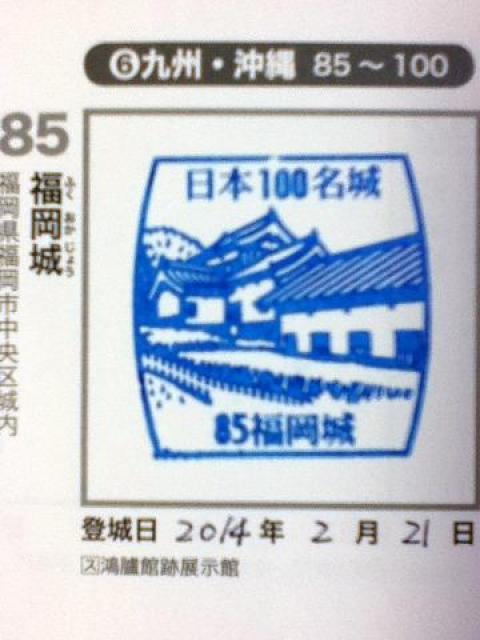 ❻九州・沖縄 85～100
85
福岡城
ふくおかじょう
福岡県福岡市中央区城内
日本100名城
85福岡城
登城日 2014年 2月 21日
ス鴻臚館跡展示館